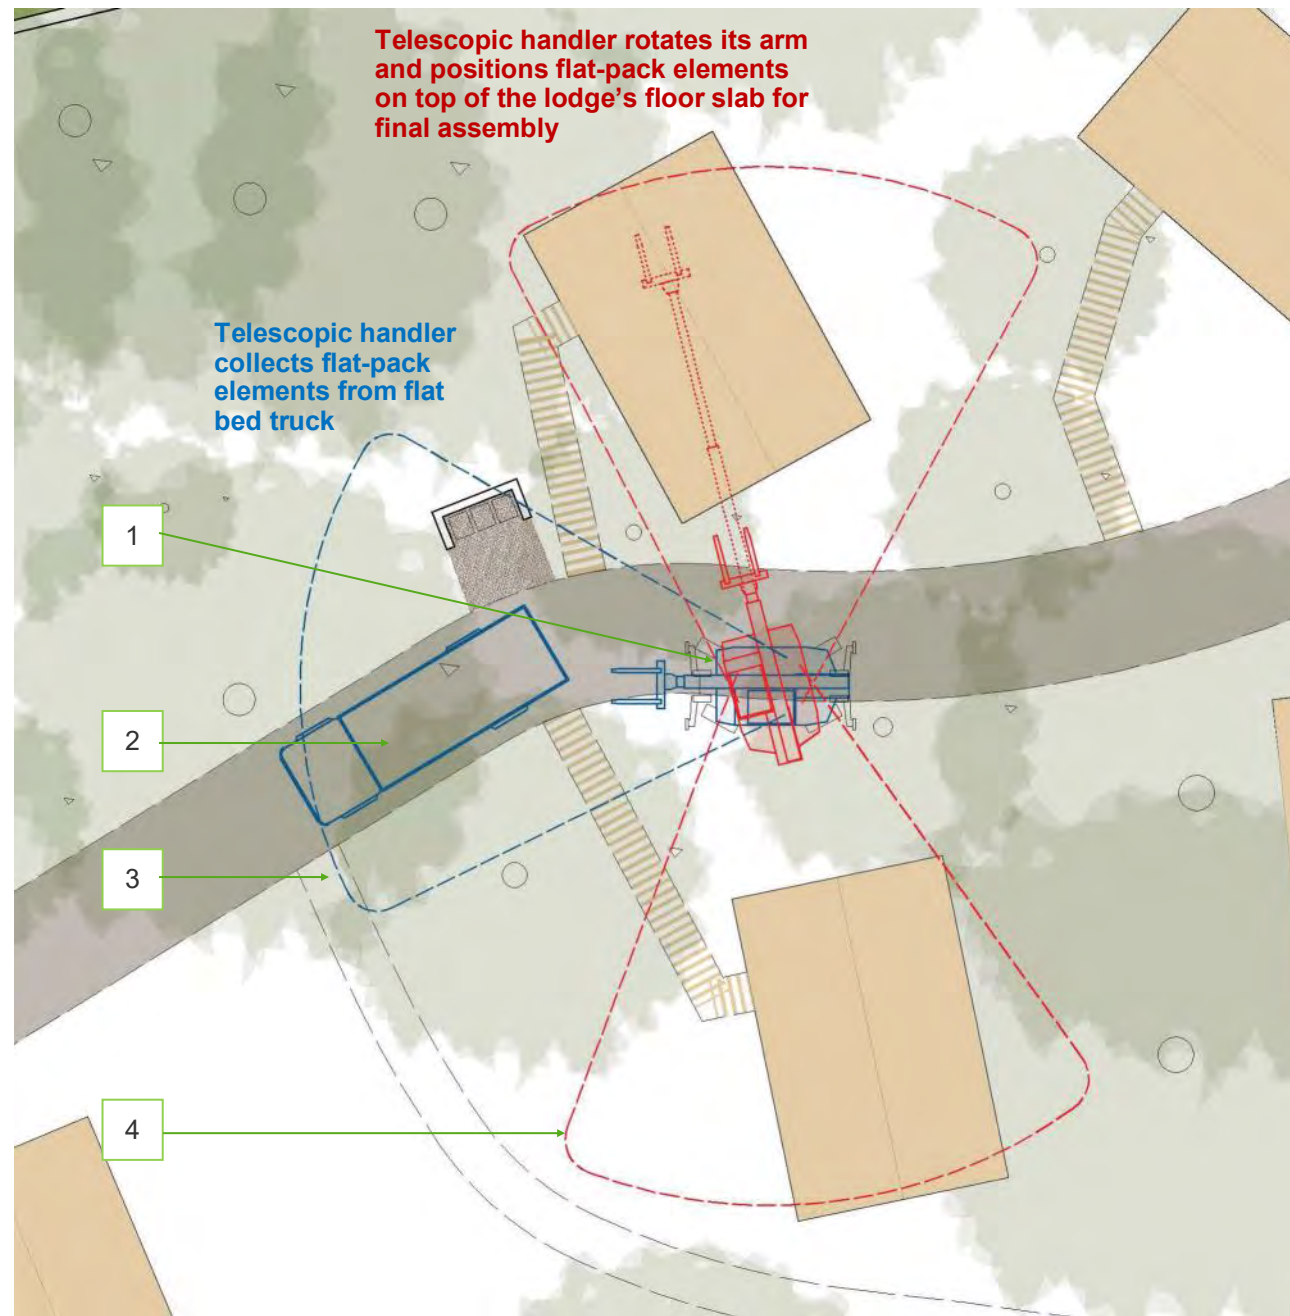 Telescopic handler rotates its arm
and positions flat-pack elements
on top of the lodge’s floor slab for
final assembly
Telescopic handler
collects flat-pack
elements from flat
bed truck
1
2
3
4